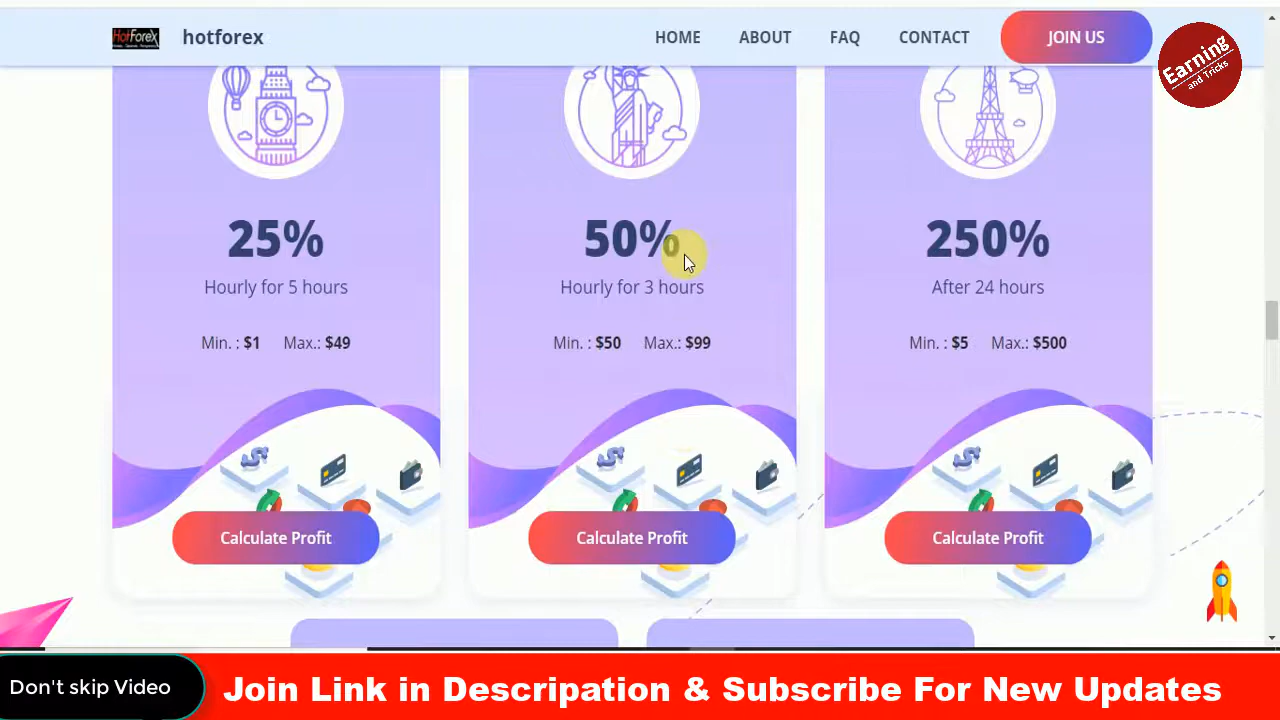 HotForeX
hotforex
HOME
ABOUT
FAQ
CONTACT
JOIN US
Earning
and Tricks
25%
Hourly for 5 hours
Min. : $1 Max.: $49
Calculate Profit
50%
Hourly for 3 hours
Min. : $50 Max.: $99
Calculate Profit
250%
After 24 hours
Min. : $5 Max.: $500
Calculate Profit
Don't skip Video
Join Link in Descripation & Subscribe For New Updates